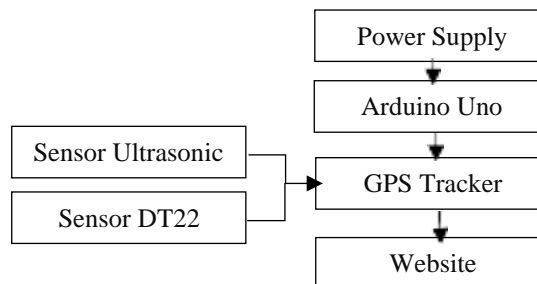 Power Supply
Arduino Uno
Sensor Ultrasonic
GPS Tracker
Sensor DT22
Website